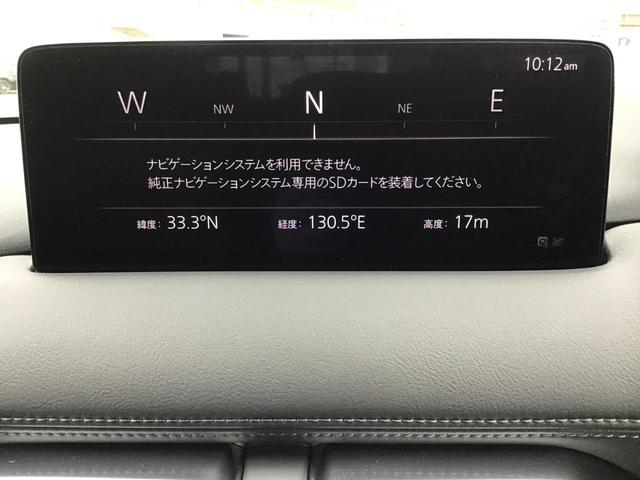 10:12am
W NW N NE E
ナビゲーションシステムを利用できません。
純正ナビゲーションシステム専用のSDカードを装着してください。
緯度: 33.3°N 経度: 130.5°E 高度: 17m